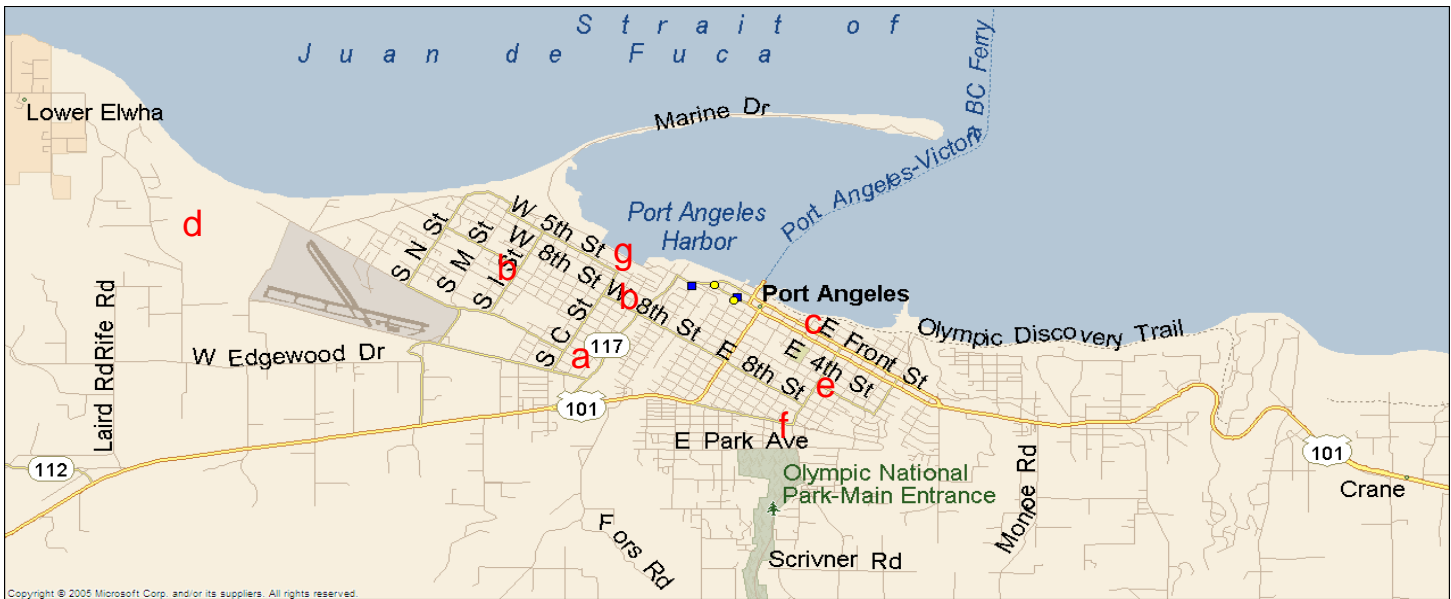 Strait of
Juan de Fuca
Port Angeles-Victoria BC Ferry
Lower Elwha
Marine Dr
d
W 5th St
Port Angeles
Harbor
S N St
S M St
b
S I St
W 8th St
g
b
W 8th St
Port Angeles
c
E Front St
Olympic Discovery Trail
Laird Rd
Rife Rd
W Edgewood Dr
S C St
a
117
E 8th St
E 4th St
e
101
f
E Park Ave
112
Olympic National
Park-Main Entrance
Monroe Rd
101
Crane
Fors Rd
Scrivner Rd
Copyright © 2005 Microsoft Corp. and/or its suppliers. All rights reserved.